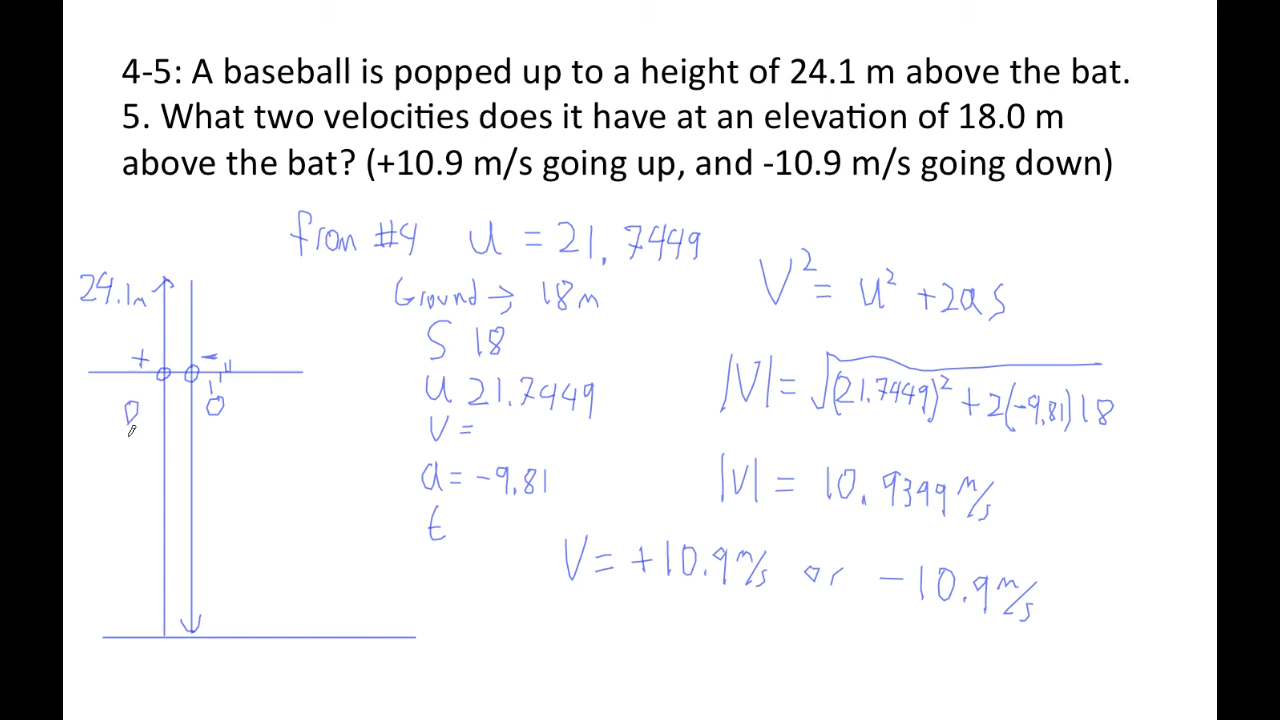 4-5: A baseball is popped up to a height of 24.1 m above the bat.
5. What two velocities does it have at an elevation of 18.0 m
above the bat? (+10.9 m/s going up, and -10.9 m/s going down)
from #4 u = 21.7449
24.1m
Ground → 18m
S 18
u 21.7449
V =
a = -9.81
t
+
V² = u² + 2as
|V| = √(21.7449)² + 2(-9.81)18
|V| = 10.9399 m/s
V = +10.9 m/s or -10.9 m/s